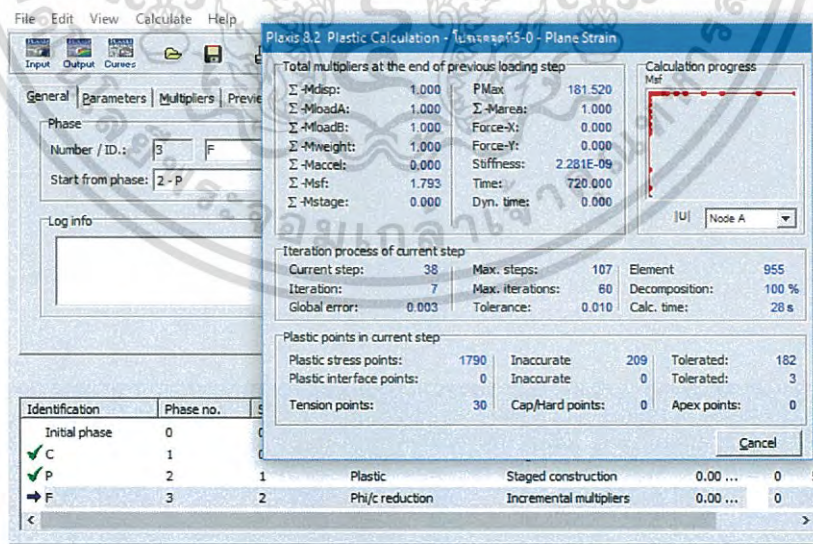 File Edit View Calculate Help
Input Output Curves
General Parameters Multipliers Previe
Phase
Number / ID.: 3 F
Start from phase: 2 - P
Log info
Plaxis 8.2 Plastic Calculation - - Plane Strain
Total multipliers at the end of previous loading step
Σ -Mdisp: 1.000 PMax 181.520
Σ -MloadA: 1.000 Σ -Marea: 1.000
Σ -MloadB: 1.000 Force-X: 0.000
Σ -Mweight: 1.000 Force-Y: 0.000
Σ -Maccel: 0.000 Stiffness: 2.281E-09
Σ -Msf: 1.793 Time: 720.000
Σ -Mstage: 0.000 Dyn. time: 0.000
Calculation progress
Msf
|U| Node A
Iteration process of current step
Current step: 38 Max. steps: 107 Element 955
Iteration: 7 Max. iterations: 60 Decomposition: 100 %
Global error: 0.003 Tolerance: 0.010 Calc. time: 28 s
Plastic points in current step
Plastic stress points: 1790 Inaccurate 209 Tolerated: 182
Plastic interface points: 0 Inaccurate 0 Tolerated: 3
Tension points: 30 Cap/Hard points: 0 Apex points: 0
Cancel
Identification Phase no. S
Initial phase 0 0
C 1 0
P 2 1 Plastic Staged construction 0.00 ... 0
F 3 2 Phi/c reduction Incremental multipliers 0.00 ... 0